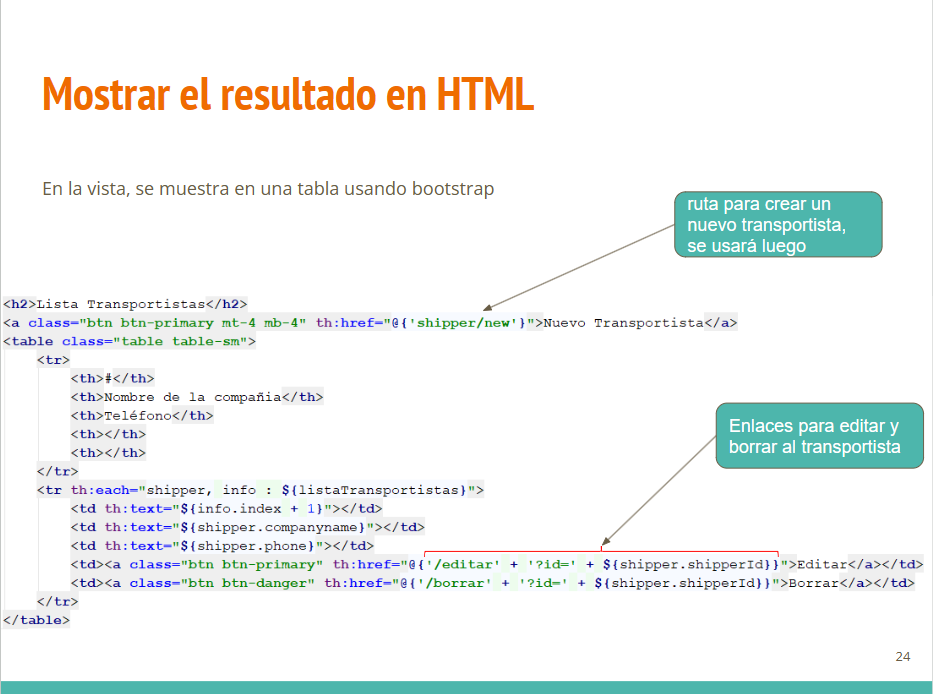 Mostrar el resultado en HTML
En la vista, se muestra en una tabla usando bootstrap
ruta para crear un
nuevo transportista,
se usará luego
<h2>Lista Transportistas</h2>
<a class="btn btn-primary mt-4 mb-4" th:href="@{'shipper/new'}">Nuevo Transportista</a>
<table class="table table-sm">
    <tr>
        <th>#</th>
        <th>Nombre de la compañia</th>
        <th>Teléfono</th>
        <th></th>
        <th></th>
    </tr>
Enlaces para editar y
borrar al transportista
    <tr th:each="shipper, info : ${listaTransportistas}">
        <td th:text="${info.index + 1}"></td>
        <td th:text="${shipper.companyname}"></td>
        <td th:text="${shipper.phone}"></td>
        <td><a class="btn btn-primary" th:href="@{'/editar' + '?id=' + ${shipper.shipperId}}">Editar</a></td>
        <td><a class="btn btn-danger" th:href="@{'/borrar' + '?id=' + ${shipper.shipperId}}">Borrar</a></td>
    </tr>
</table>
24